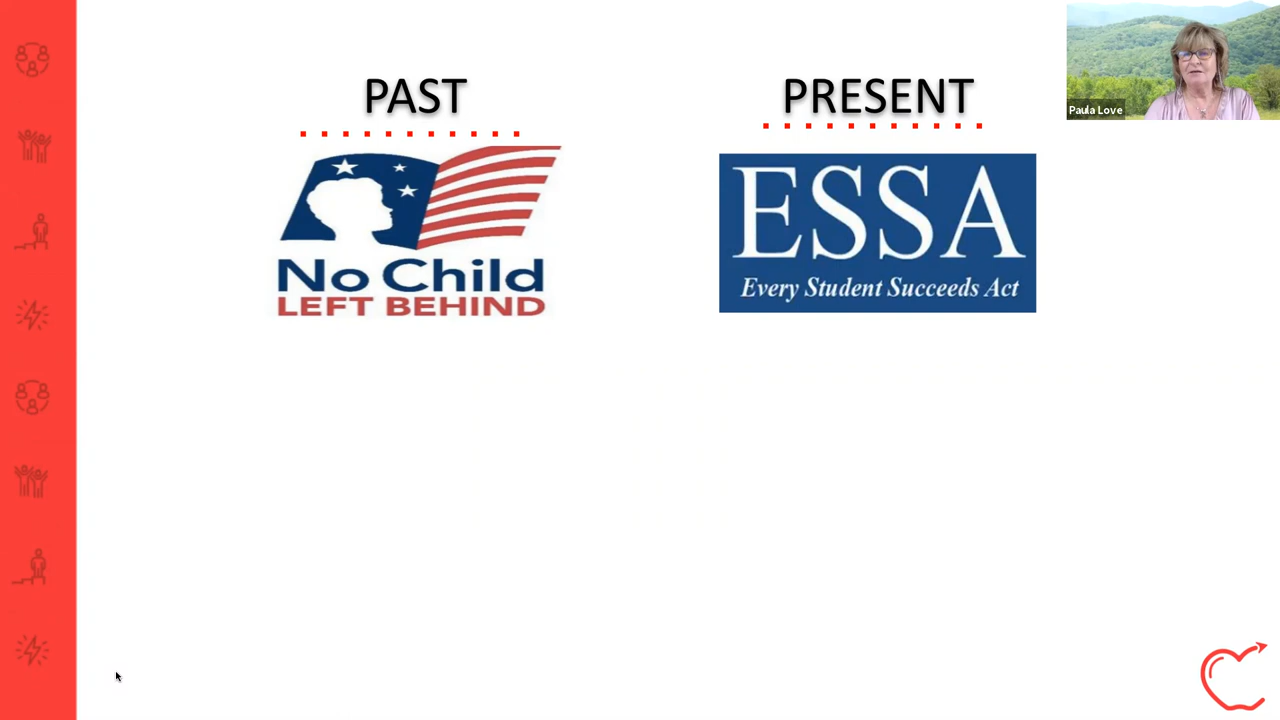 PAST
PRESENT
No Child
LEFT BEHIND
ESSA
Every Student Succeeds Act
Paula Love